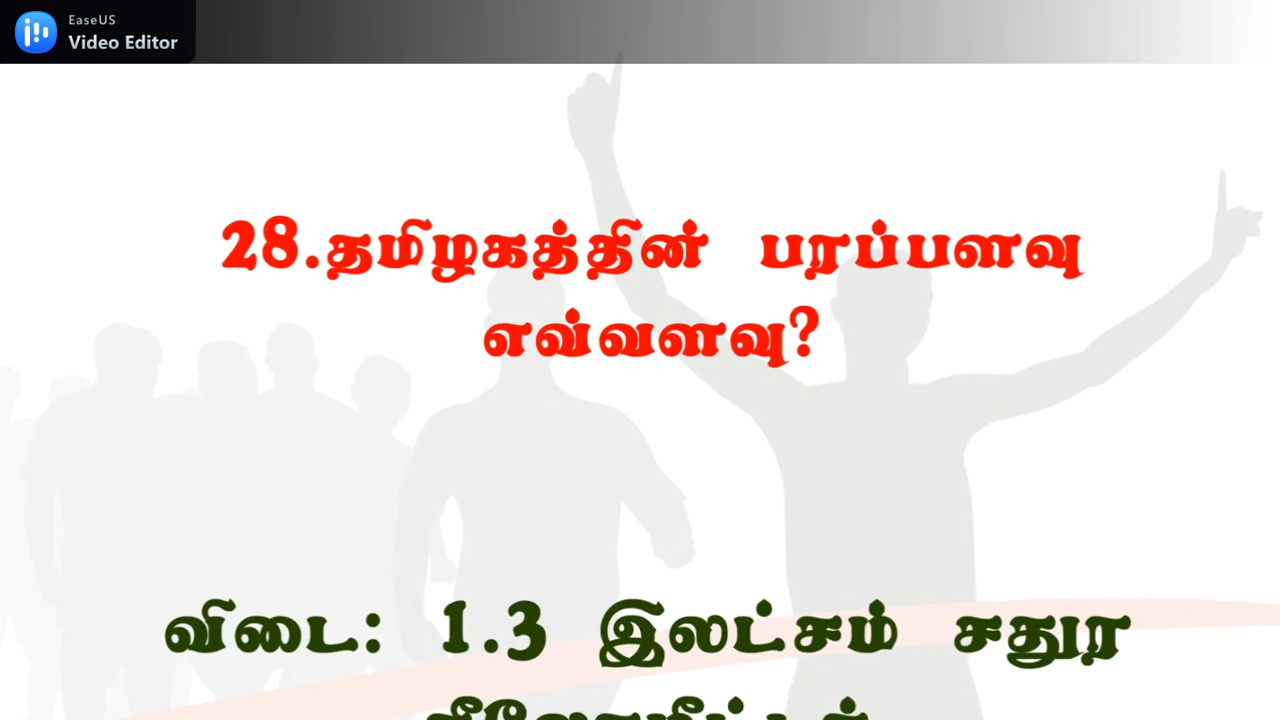 EaseUS
Video Editor
28.தமிழகத்தின் பரப்பளவு
எவ்வளவு?
விடை: 1.3 இலட்சம் சதுர